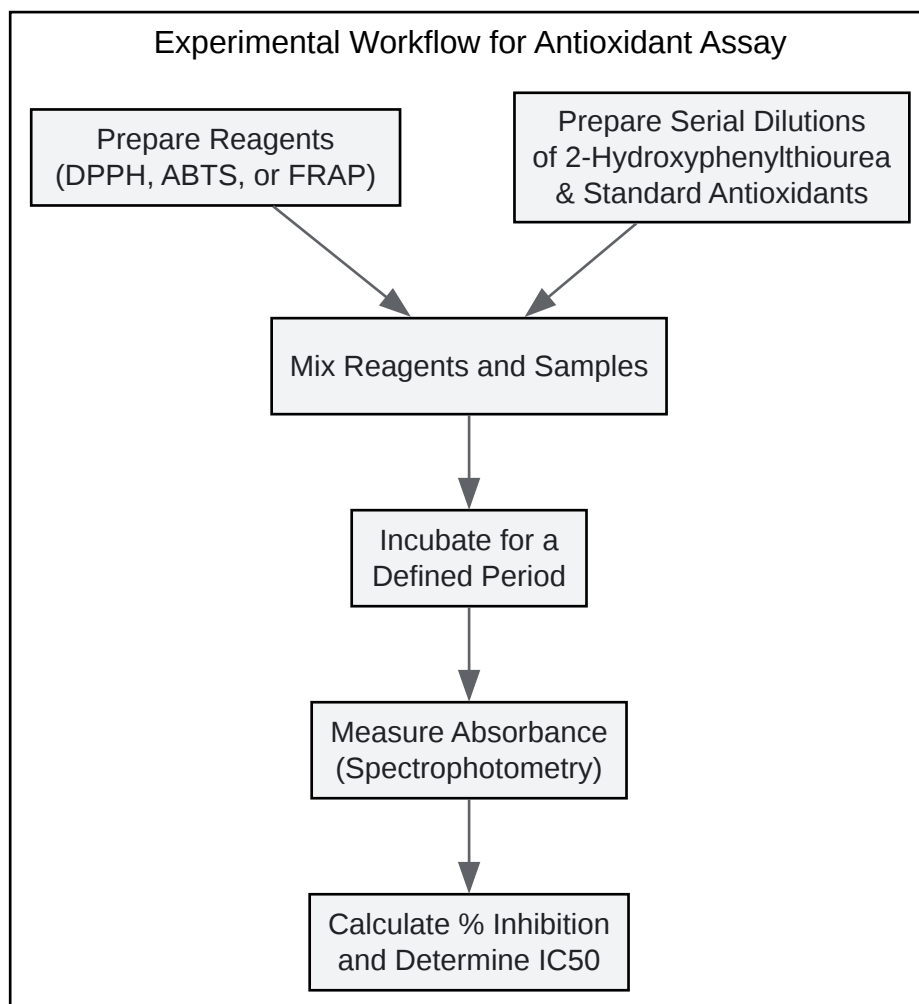 Experimental Workflow for Antioxidant Assay
Prepare Reagents
(DPPH, ABTS, or FRAP)
Prepare Serial Dilutions
of 2-Hydroxyphenylthiourea
& Standard Antioxidants
Mix Reagents and Samples
Incubate for a
Defined Period
Measure Absorbance
(Spectrophotometry)
Calculate % Inhibition
and Determine IC50